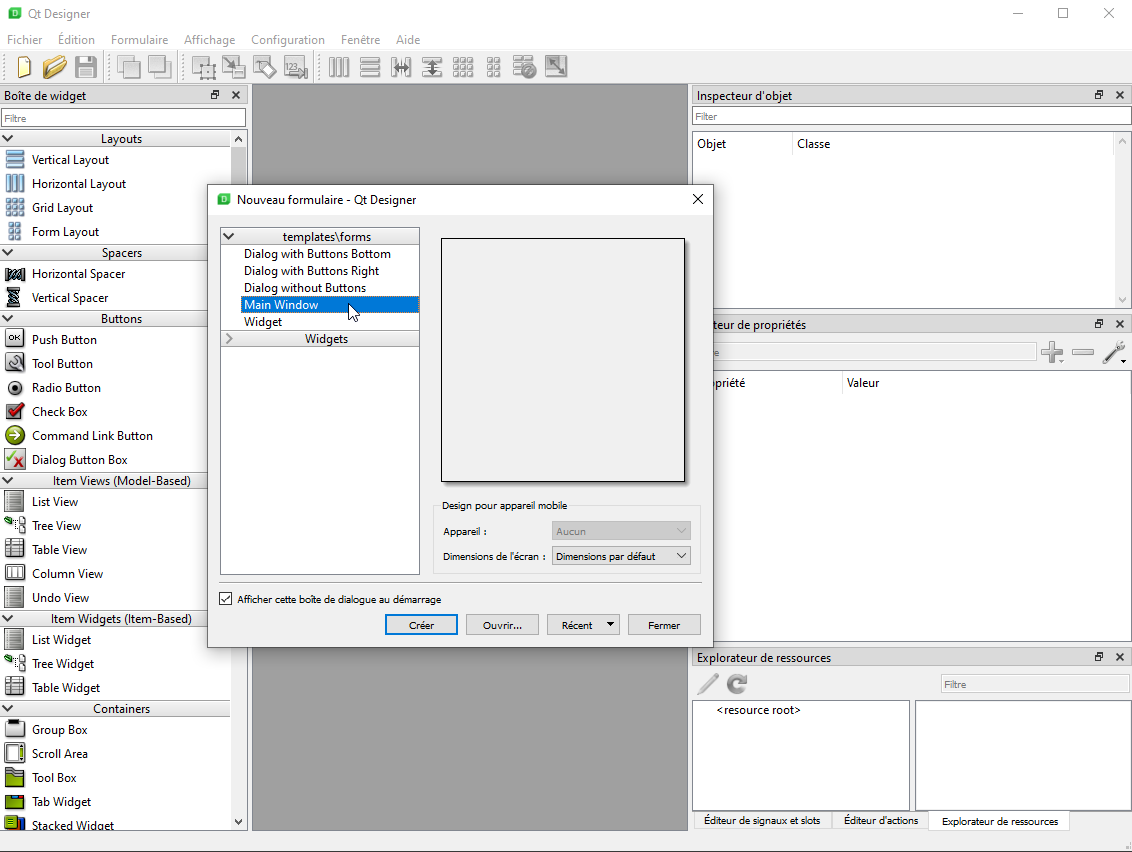 Qt Designer
Fichier Édition Formulaire Affichage Configuration Fenêtre Aide
123
Boîte de widget
Filtre
Layouts
Vertical Layout
Horizontal Layout
Grid Layout
Form Layout
Spacers
Horizontal Spacer
Vertical Spacer
Buttons
OK Push Button
Tool Button
Radio Button
Check Box
Command Link Button
Dialog Button Box
Item Views (Model-Based)
List View
Tree View
Table View
Column View
Undo View
Item Widgets (Item-Based)
List Widget
Tree Widget
Table Widget
Containers
Group Box
Scroll Area
Tool Box
Tab Widget
Stacked Widget
Nouveau formulaire - Qt Designer
templates\forms
Dialog with Buttons Bottom
Dialog with Buttons Right
Dialog without Buttons
Main Window
Widget
Widgets
Design pour appareil mobile
Appareil : Aucun
Dimensions de l'écran : Dimensions par défaut
Afficher cette boîte de dialogue au démarrage
Créer Ouvrir... Récent Fermer
Inspecteur d'objet
Filter
Objet Classe
teur de propriétés
re
priété Valeur
Explorateur de ressources
Filtre
<resource root>
Éditeur de signaux et slots Éditeur d'actions Explorateur de ressources